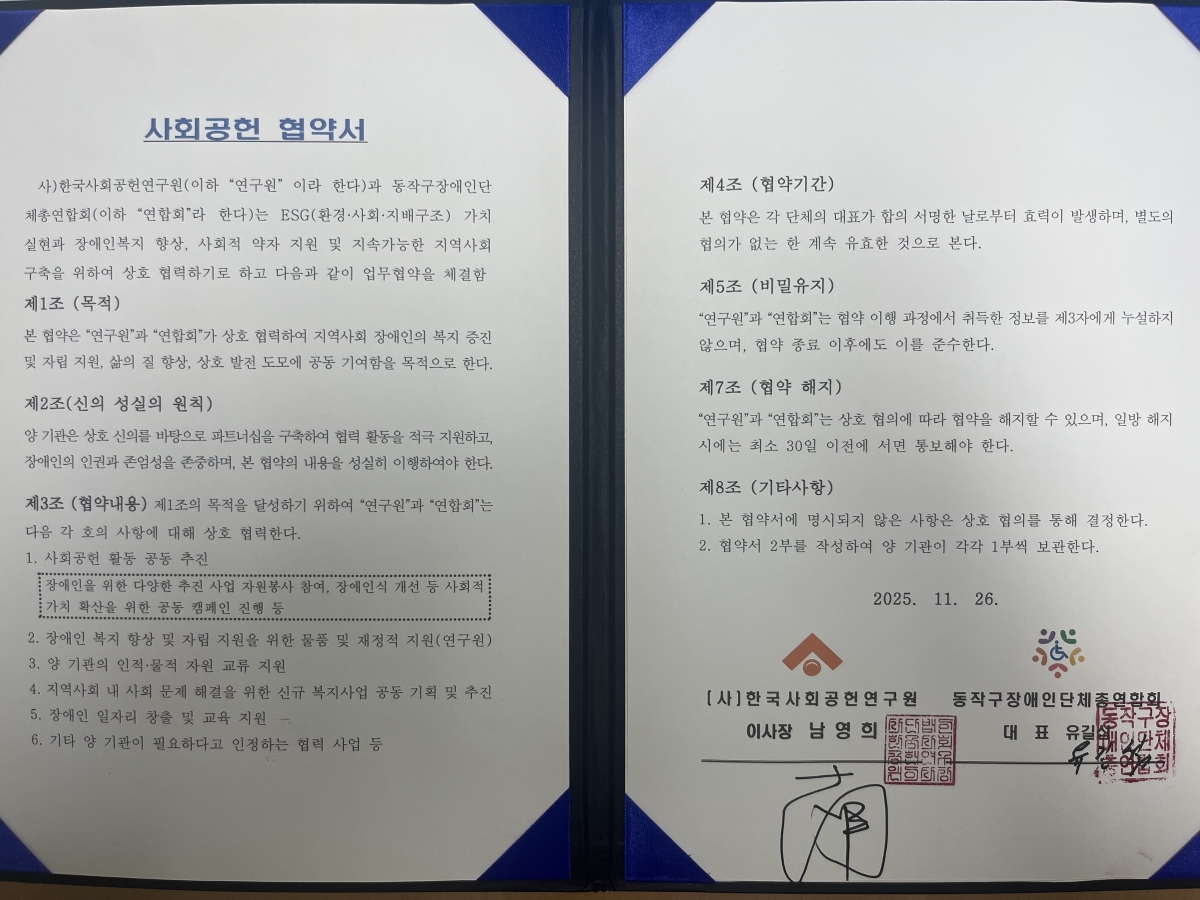 사회공헌 협약서
사)한국사회공헌연구원(이하 “연구원” 이라 한다)과 동작구장애인단
체총연합회(이하 “연합회”라 한다)는 ESG(환경·사회·지배구조) 가치
실현과 장애인복지 향상, 사회적 약자 지원 및 지속가능한 지역사회
구축을 위하여 상호 협력하기로 하고 다음과 같이 업무협약을 체결함
제1조 (목적)
본 협약은 “연구원”과 “연합회”가 상호 협력하여 지역사회 장애인의 복지 증진
및 자립 지원, 삶의 질 향상, 상호 발전 도모에 공동 기여함을 목적으로 한다.
제2조(신의 성실의 원칙)
양 기관은 상호 신의를 바탕으로 파트너십을 구축하여 협력 활동을 적극 지원하고,
장애인의 인권과 존엄성을 존중하며, 본 협약의 내용을 성실히 이행하여야 한다.
제3조 (협약내용) 제1조의 목적을 달성하기 위하여 “연구원”과 “연합회”는
다음 각 호의 사항에 대해 상호 협력한다.
1. 사회공헌 활동 공동 추진
장애인을 위한 다양한 추진 사업 자원봉사 참여, 장애인식 개선 등 사회적
가치 확산을 위한 공동 캠페인 진행 등
2. 장애인 복지 향상 및 자립 지원을 위한 물품 및 재정적 지원(연구원)
3. 양 기관의 인적·물적 자원 교류 지원
4. 지역사회 내 사회 문제 해결을 위한 신규 복지사업 공동 기획 및 추진
5. 장애인 일자리 창출 및 교육 지원
6. 기타 양 기관이 필요하다고 인정하는 협력 사업 등
제4조 (협약기간)
본 협약은 각 단체의 대표가 합의 서명한 날로부터 효력이 발생하며, 별도의
협의가 없는 한 계속 유효한 것으로 본다.
제5조 (비밀유지)
“연구원”과 “연합회”는 협약 이행 과정에서 취득한 정보를 제3자에게 누설하지
않으며, 협약 종료 이후에도 이를 준수한다.
제7조 (협약 해지)
“연구원”과 “연합회”는 상호 협의에 따라 협약을 해지할 수 있으며, 일방 해지
시에는 최소 30일 이전에 서면 통보해야 한다.
제8조 (기타사항)
1. 본 협약서에 명시되지 않은 사항은 상호 협의를 통해 결정한다.
2. 협약서 2부를 작성하여 양 기관이 각각 1부씩 보관한다.
2025. 11. 26.
[사]한국사회공헌연구원 동작구장애인단체총연합회
이사장 남영희 대 표
동작구장
애인단체
총연합회